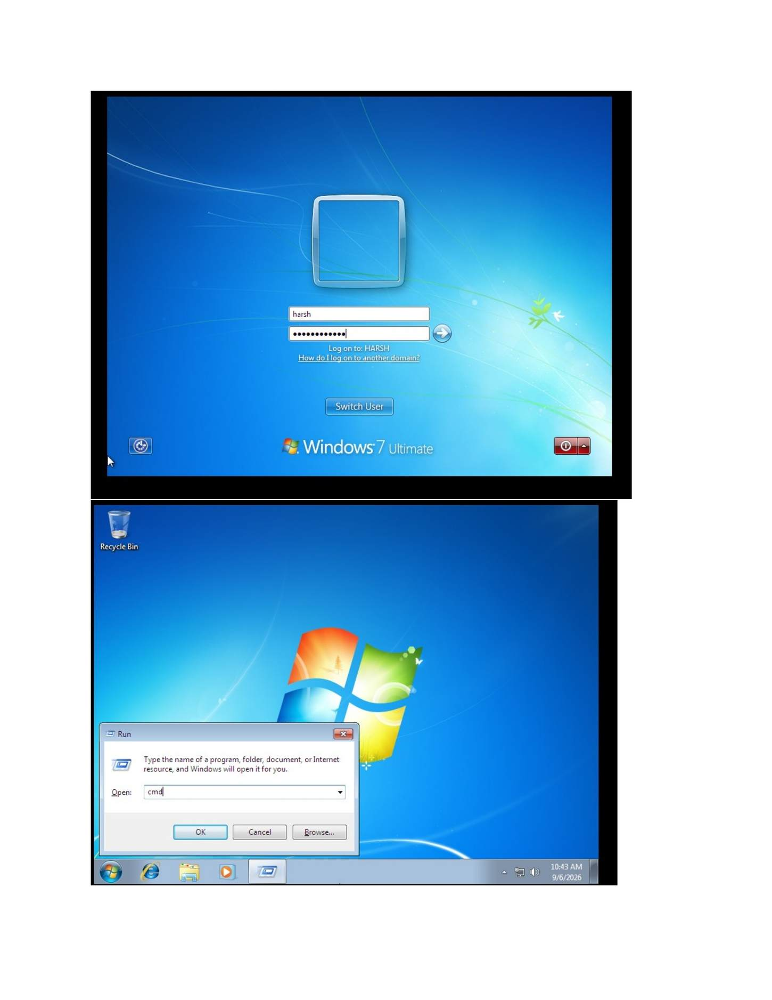 harsh
●●●●●●●●●●●●
Log on to: HARSH
How do I log on to another domain?
Switch User
Windows 7 Ultimate
Recycle Bin
Run
Type the name of a program, folder, document, or Internet
resource, and Windows will open it for you.
Open: cmd
OK Cancel Browse...
10:43 AM
9/6/2026